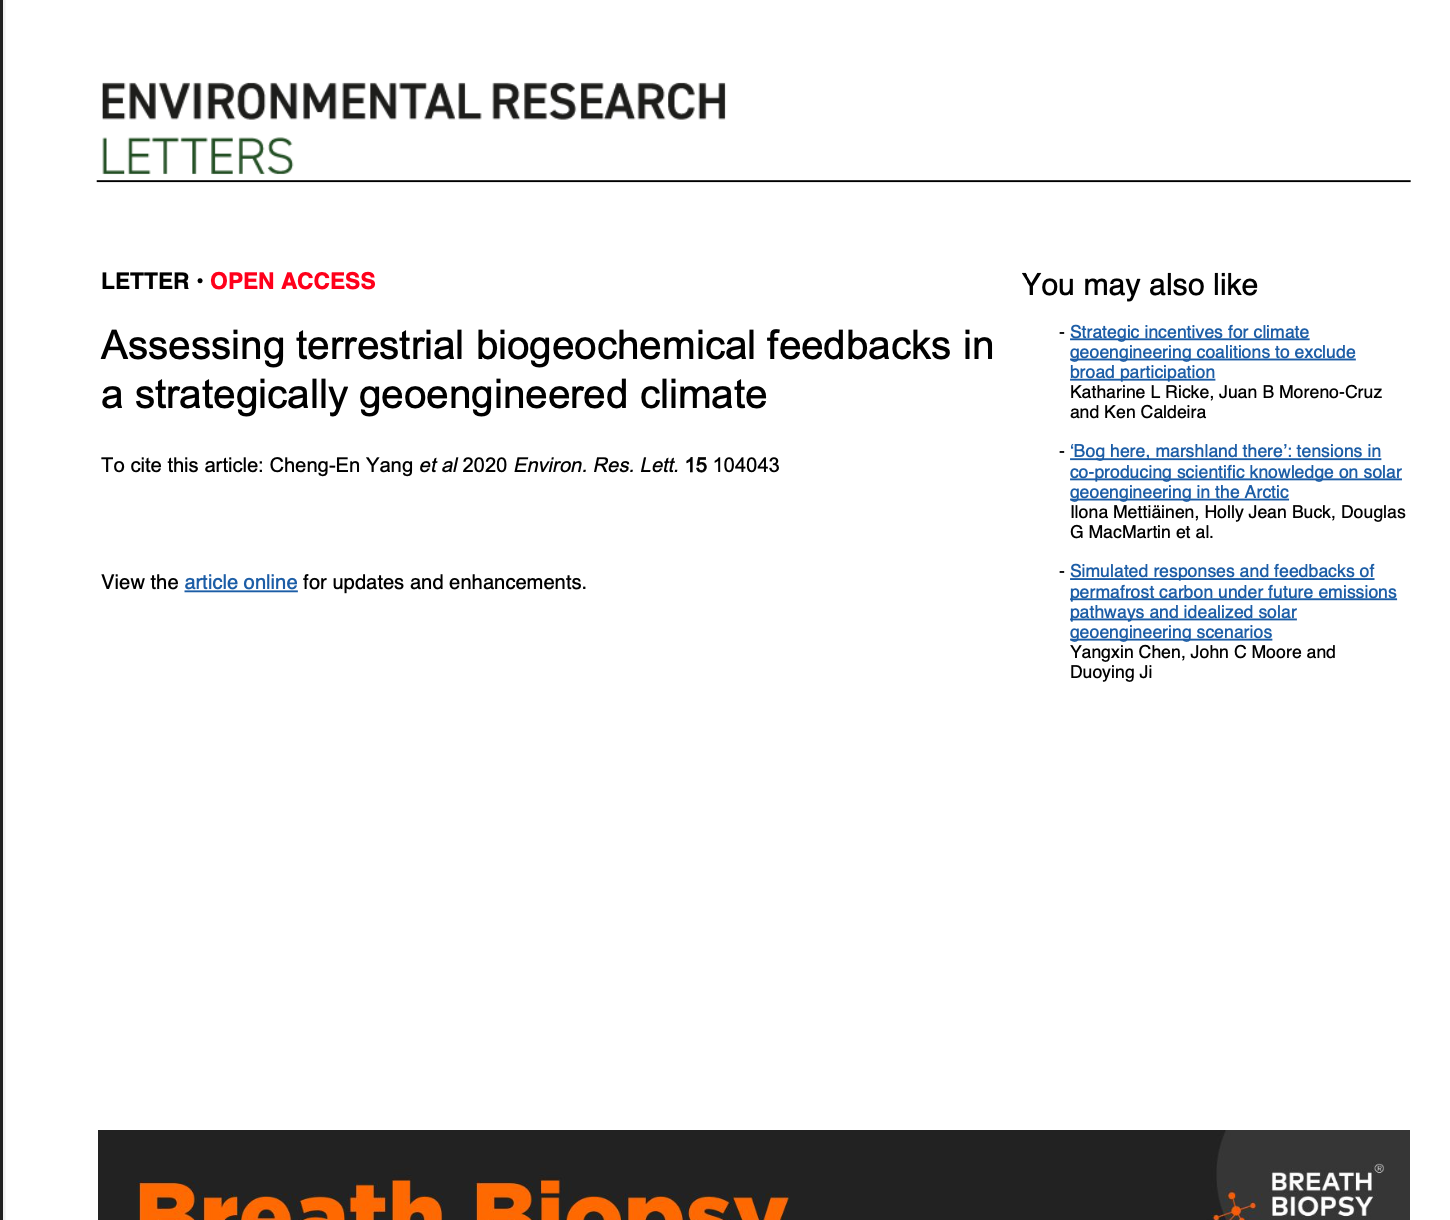 ENVIRONMENTAL RESEARCH
LETTERS
LETTER • OPEN ACCESS
Assessing terrestrial biogeochemical feedbacks in
a strategically geoengineered climate
To cite this article: Cheng-En Yang et al 2020 Environ. Res. Lett. 15 104043
View the article online for updates and enhancements.
You may also like
- Strategic incentives for climate
geoengineering coalitions to exclude
broad participation
Katharine L Ricke, Juan B Moreno-Cruz
and Ken Caldeira
- ‘Bog here, marshland there’: tensions in
co-producing scientific knowledge on solar
geoengineering in the Arctic
Ilona Mettiäinen, Holly Jean Buck, Douglas
G MacMartin et al.
- Simulated responses and feedbacks of
permafrost carbon under future emissions
pathways and idealized solar
geoengineering scenarios
Yangxin Chen, John C Moore and
Duoying Ji
Breath Biopsy
BREATH®
BIOPSY